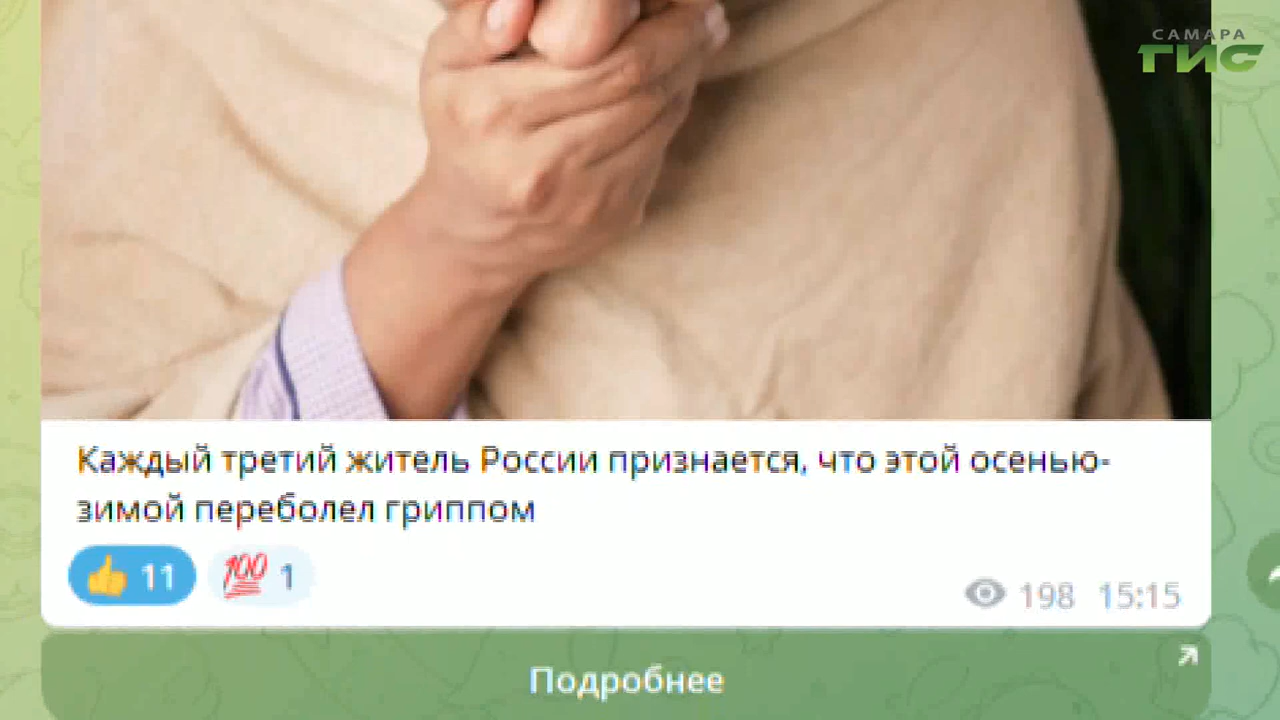 САМАРА
ГИС
Каждый третий житель России признается, что этой осенью-
зимой переболел гриппом
👍 11 💯 1
198 15:15
Подробнее